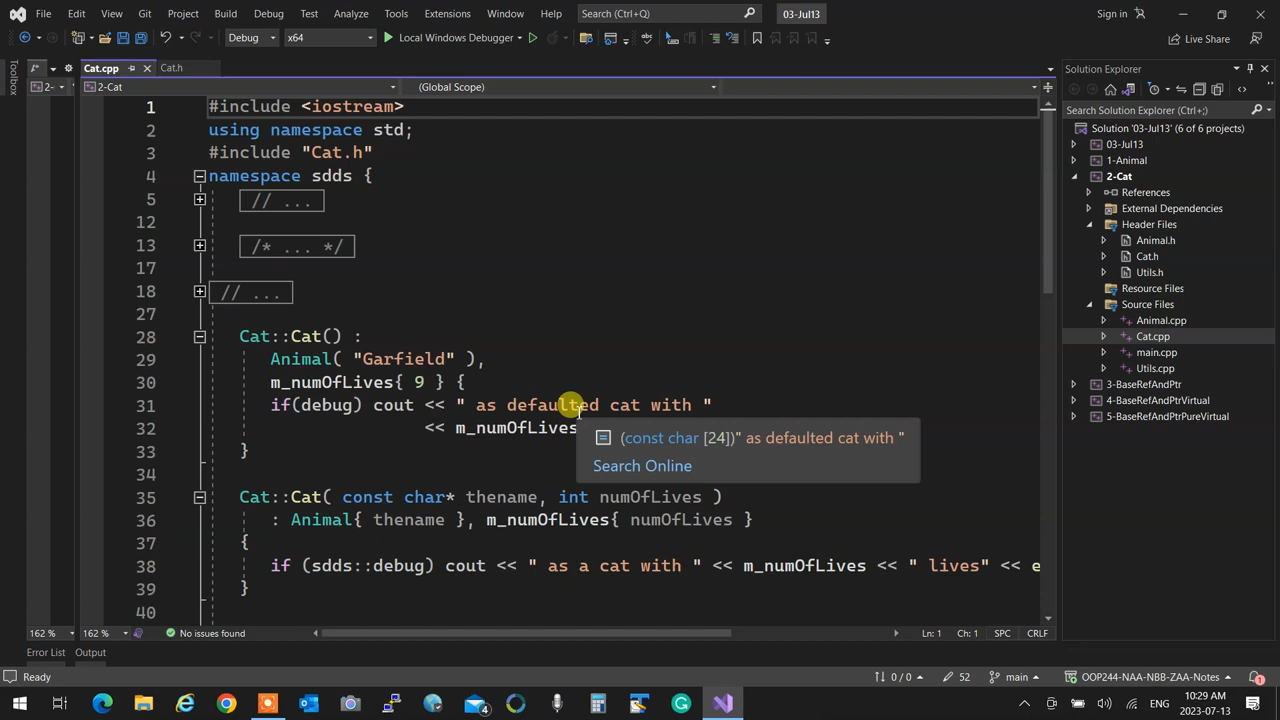 File Edit View Git Project Build Debug Test Analyze Tools Extensions Window Help Search (Ctrl+Q) 03-Jul13 Sign in
Debug x64 Local Windows Debugger Live Share
Toolbox
Cat.cpp Cat.h
2-Cat (Global Scope)
1 #include <iostream>
2 using namespace std;
3 #include "Cat.h"
4 namespace sdds {
5 // ...
12
13 /* ... */
17
18 // ...
27
28 Cat::Cat() :
29 Animal( "Garfield" ),
30 m_numOfLives{ 9 } {
31 if(debug) cout << " as defaulted cat with "
32 << m_numOfLives
33 }
34
35 Cat::Cat( const char* thename, int numOfLives )
36 : Animal{ thename }, m_numOfLives{ numOfLives }
37 {
38 if (sdds::debug) cout << " as a cat with " << m_numOfLives << " lives" << e
39 }
40
(const char [24])" as defaulted cat with "
Search Online
162 % 162 % No issues found Ln: 1 Ch: 1 SPC CRLF
Solution Explorer
Search Solution Explorer (Ctrl+;)
Solution '03-Jul13' (6 of 6 projects)
03-Jul13
1-Animal
2-Cat
References
External Dependencies
Header Files
Animal.h
Cat.h
Utils.h
Resource Files
Source Files
Animal.cpp
Cat.cpp
main.cpp
Utils.cpp
3-BaseRefAndPtr
4-BaseRefAndPtrVirtual
5-BaseRefAndPtrPureVirtual
Error List Output
Ready 0 / 0 52 main OOP244-NAA-NBB-ZAA-Notes 1
4 ENG 10:29 AM
2023-07-13